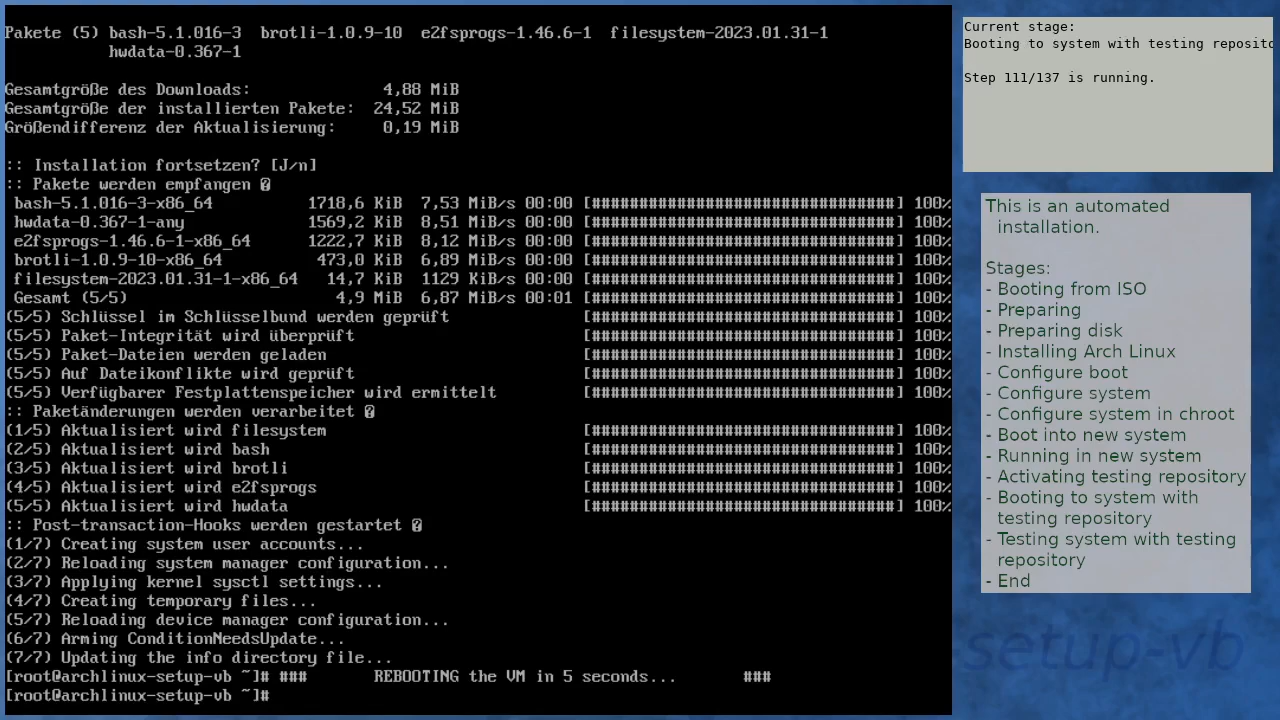 Pakete (5) bash-5.1.016-3  brotli-1.0.9-10  e2fsprogs-1.46.6-1  filesystem-2023.01.31-1
           hwdata-0.367-1
Gesamtgröße des Downloads:              4,88 MiB
Gesamtgröße der installierten Pakete:  24,52 MiB
Größendifferenz der Aktualisierung:     0,19 MiB
:: Installation fortsetzen? [J/n]
:: Pakete werden empfangen �
 bash-5.1.016-3-x86_64          1718,6 KiB  7,53 MiB/s 00:00 [################################] 100%
 hwdata-0.367-1-any             1569,2 KiB  8,51 MiB/s 00:00 [################################] 100%
 e2fsprogs-1.46.6-1-x86_64      1222,7 KiB  8,12 MiB/s 00:00 [################################] 100%
 brotli-1.0.9-10-x86_64          473,0 KiB  6,89 MiB/s 00:00 [################################] 100%
 filesystem-2023.01.31-1-x86_64   14,7 KiB  1129 KiB/s 00:00 [################################] 100%
 Gesamt (5/5)                      4,9 MiB  6,87 MiB/s 00:01 [################################] 100%
(5/5) Schlüssel im Schlüsselbund werden geprüft              [################################] 100%
(5/5) Paket-Integrität wird überprüft                        [################################] 100%
(5/5) Paket-Dateien werden geladen                           [################################] 100%
(5/5) Auf Dateikonflikte wird geprüft                        [################################] 100%
(5/5) Verfügbarer Festplattenspeicher wird ermittelt         [################################] 100%
:: Paketänderungen werden verarbeitet �
(1/5) Aktualisiert wird filesystem                           [################################] 100%
(2/5) Aktualisiert wird bash                                 [################################] 100%
(3/5) Aktualisiert wird brotli                               [################################] 100%
(4/5) Aktualisiert wird e2fsprogs                            [################################] 100%
(5/5) Aktualisiert wird hwdata                               [################################] 100%
:: Post-transaction-Hooks werden gestartet �
(1/7) Creating system user accounts...
(2/7) Reloading system manager configuration...
(3/7) Applying kernel sysctl settings...
(4/7) Creating temporary files...
(5/7) Reloading device manager configuration...
(6/7) Arming ConditionNeedsUpdate...
(7/7) Updating the info directory file...
[root@archlinux-setup-vb ~]# ###       REBOOTING the VM in 5 seconds...       ###
[root@archlinux-setup-vb ~]#
Current stage:
Booting to system with testing reposito
Step 111/137 is running.
This is an automated
installation.
Stages:
- Booting from ISO
- Preparing
- Preparing disk
- Installing Arch Linux
- Configure boot
- Configure system
- Configure system in chroot
- Boot into new system
- Running in new system
- Activating testing repository
- Booting to system with
testing repository
- Testing system with testing
repository
- End
setup-vb